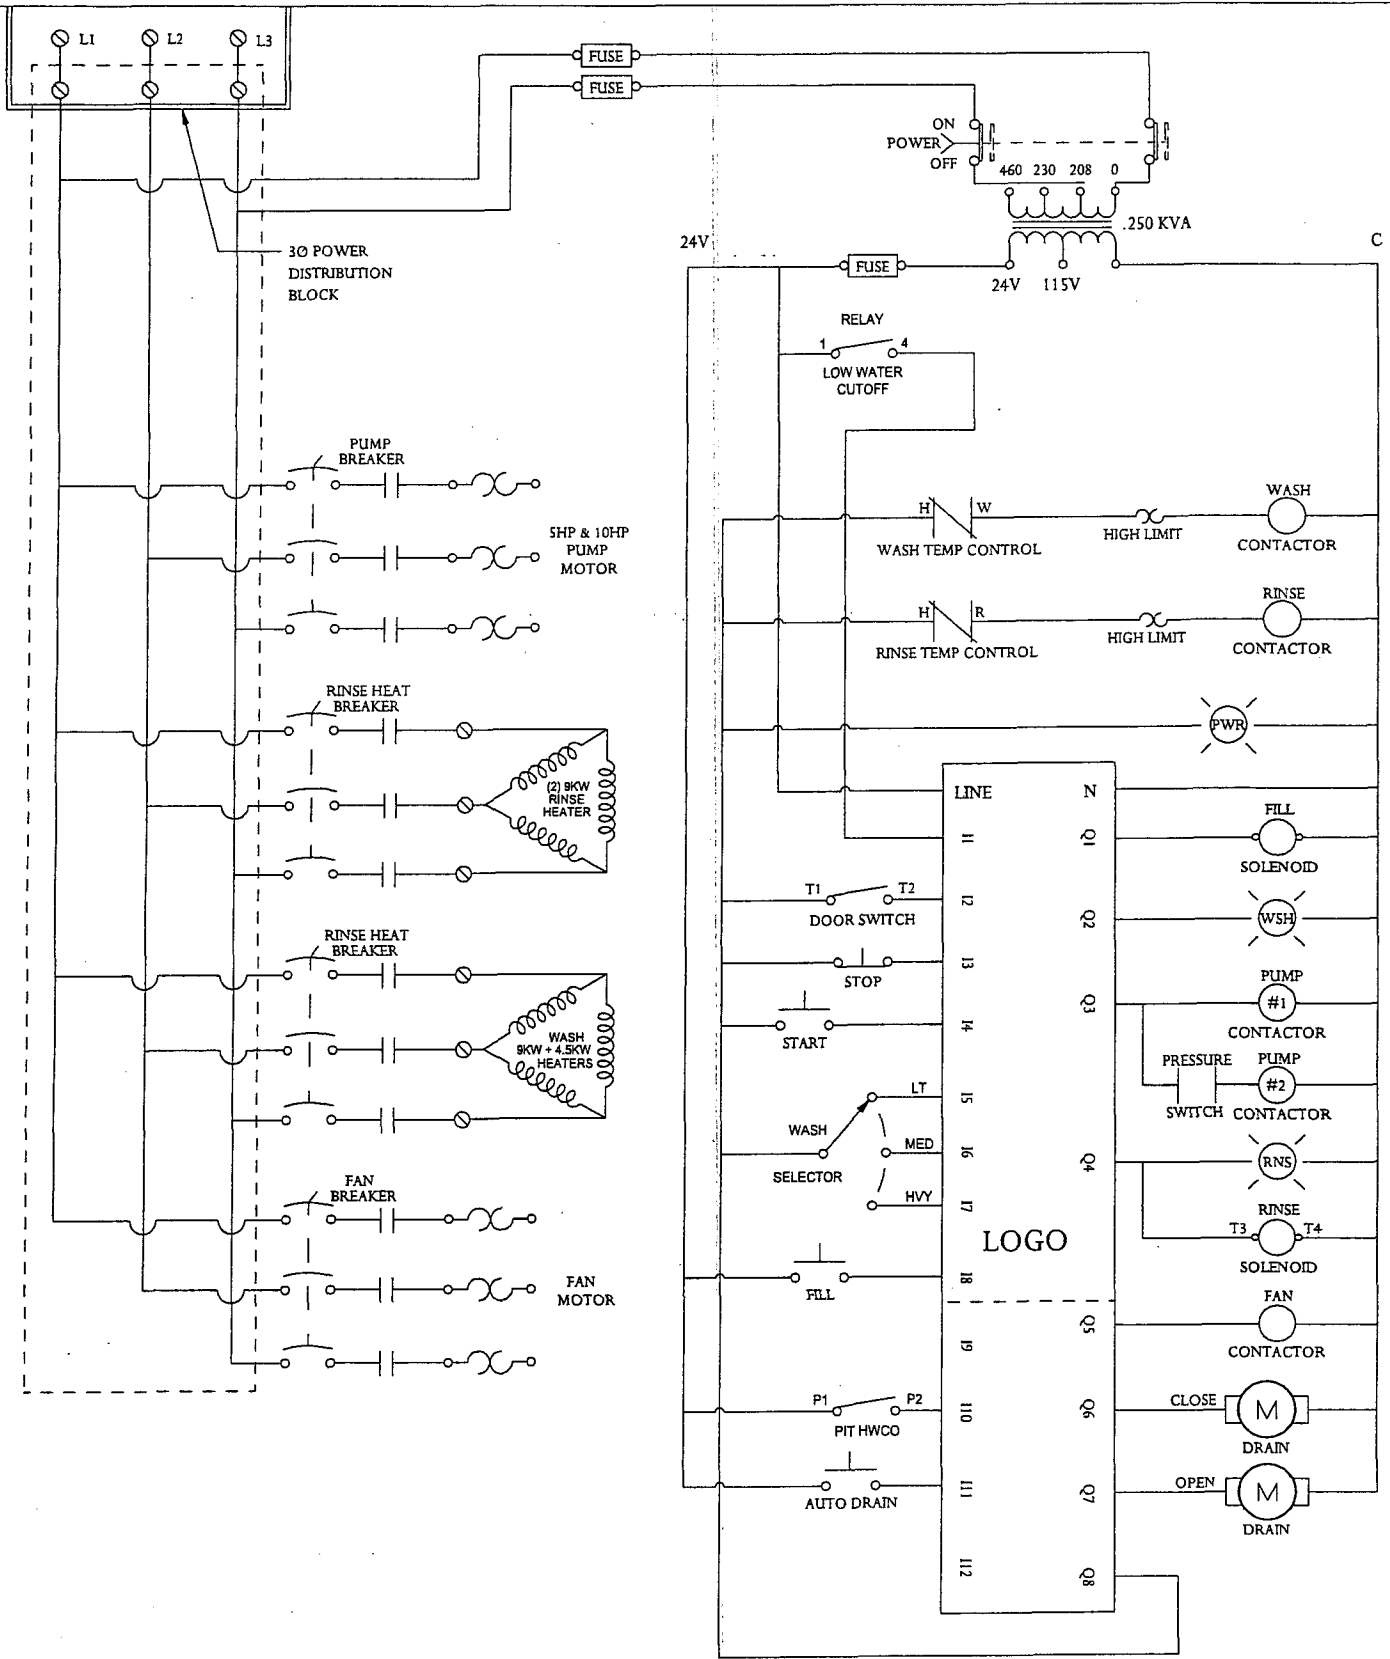 L1
L2
L3
3Ø POWER
DISTRIBUTION
BLOCK
FUSE
FUSE
ON
POWER
OFF
460 230 208 0
.250 KVA
24V
C
FUSE
24V 115V
RELAY
1 4
LOW WATER
CUTOFF
PUMP
BREAKER
5HP & 10HP
PUMP
MOTOR
RINSE HEAT
BREAKER
(2) 9KW
RINSE
HEATER
RINSE HEAT
BREAKER
WASH
9KW + 4.5KW
HEATERS
FAN
BREAKER
FAN
MOTOR
H W
WASH TEMP CONTROL
HIGH LIMIT
WASH
CONTACTOR
H R
RINSE TEMP CONTROL
HIGH LIMIT
RINSE
CONTACTOR
PWR
LINE
N
I1
Q1
FILL
SOLENOID
T1 T2
DOOR SWITCH
I2
Q2
WSH
STOP
I3
Q3
PUMP
#1
CONTACTOR
START
I4
PRESSURE
SWITCH
PUMP
#2
CONTACTOR
WASH
SELECTOR
LT
I5
MED
I6
HVY
I7
Q4
RNS
RINSE
T3 T4
SOLENOID
LOGO
FILL
I8
I9
Q5
FAN
CONTACTOR
P1 P2
PIT HWCO
I10
Q6
CLOSE
M
DRAIN
AUTO DRAIN
I11
Q7
OPEN
M
DRAIN
I12
Q8